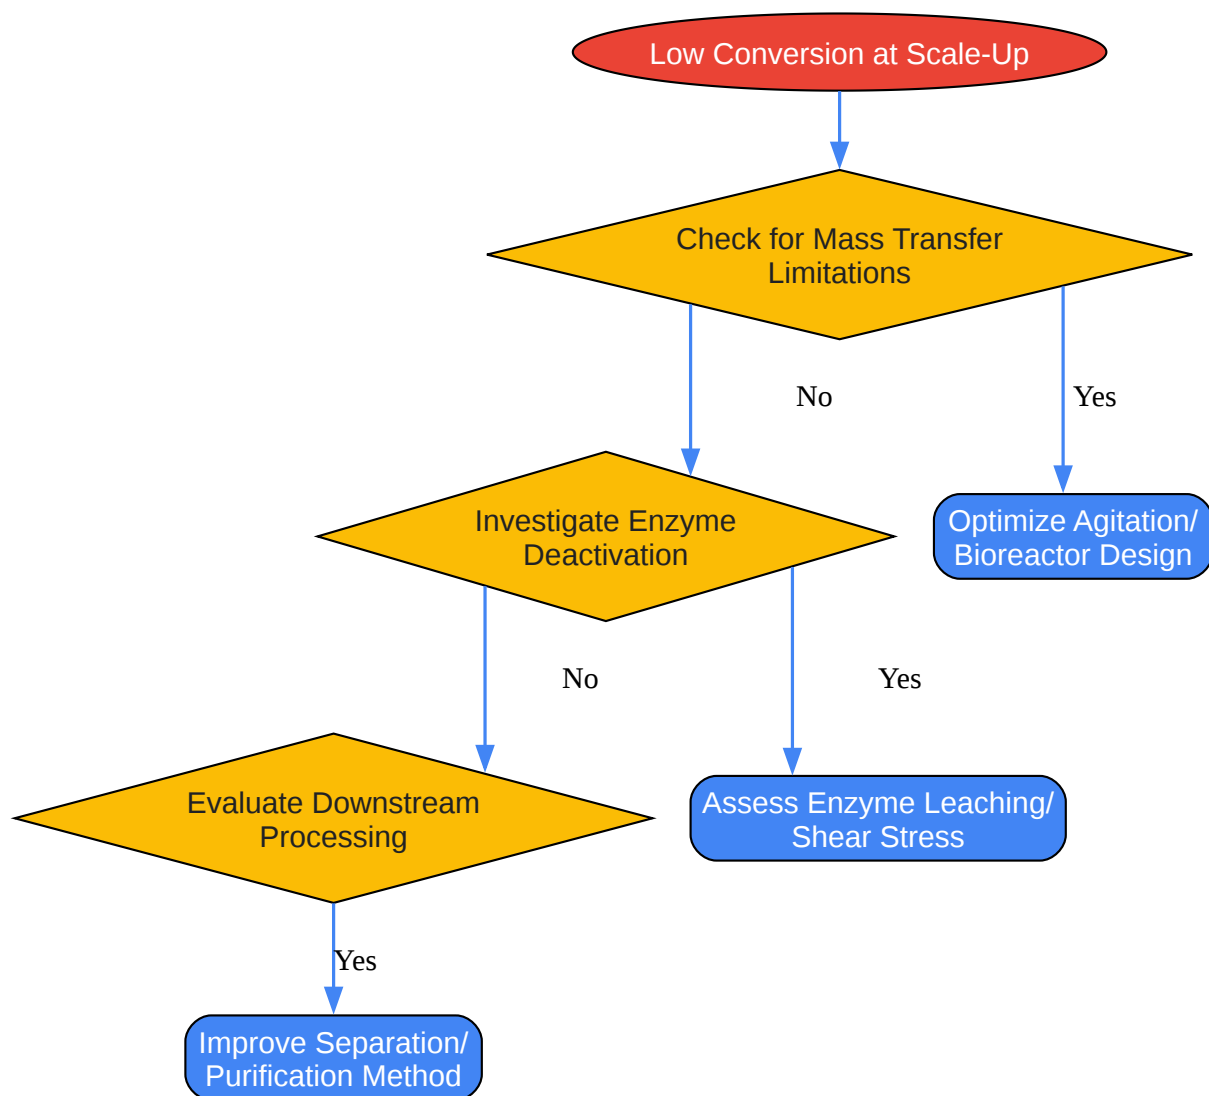 Low Conversion at Scale-Up
Check for Mass Transfer
Limitations
No
Yes
Investigate Enzyme
Deactivation
Optimize Agitation/
Bioreactor Design
No
Yes
Evaluate Downstream
Processing
Assess Enzyme Leaching/
Shear Stress
Yes
Improve Separation/
Purification Method